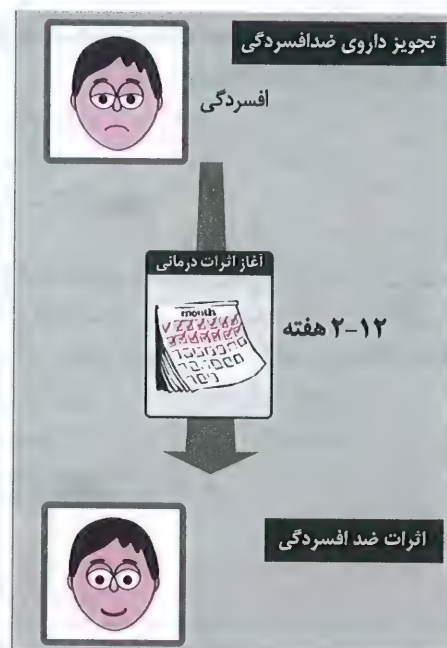 تجویز داروی ضدافسردگی
افسردگی
آغاز اثرات درمانی
month
۲-۱۲ هفته
اثرات ضد افسردگی